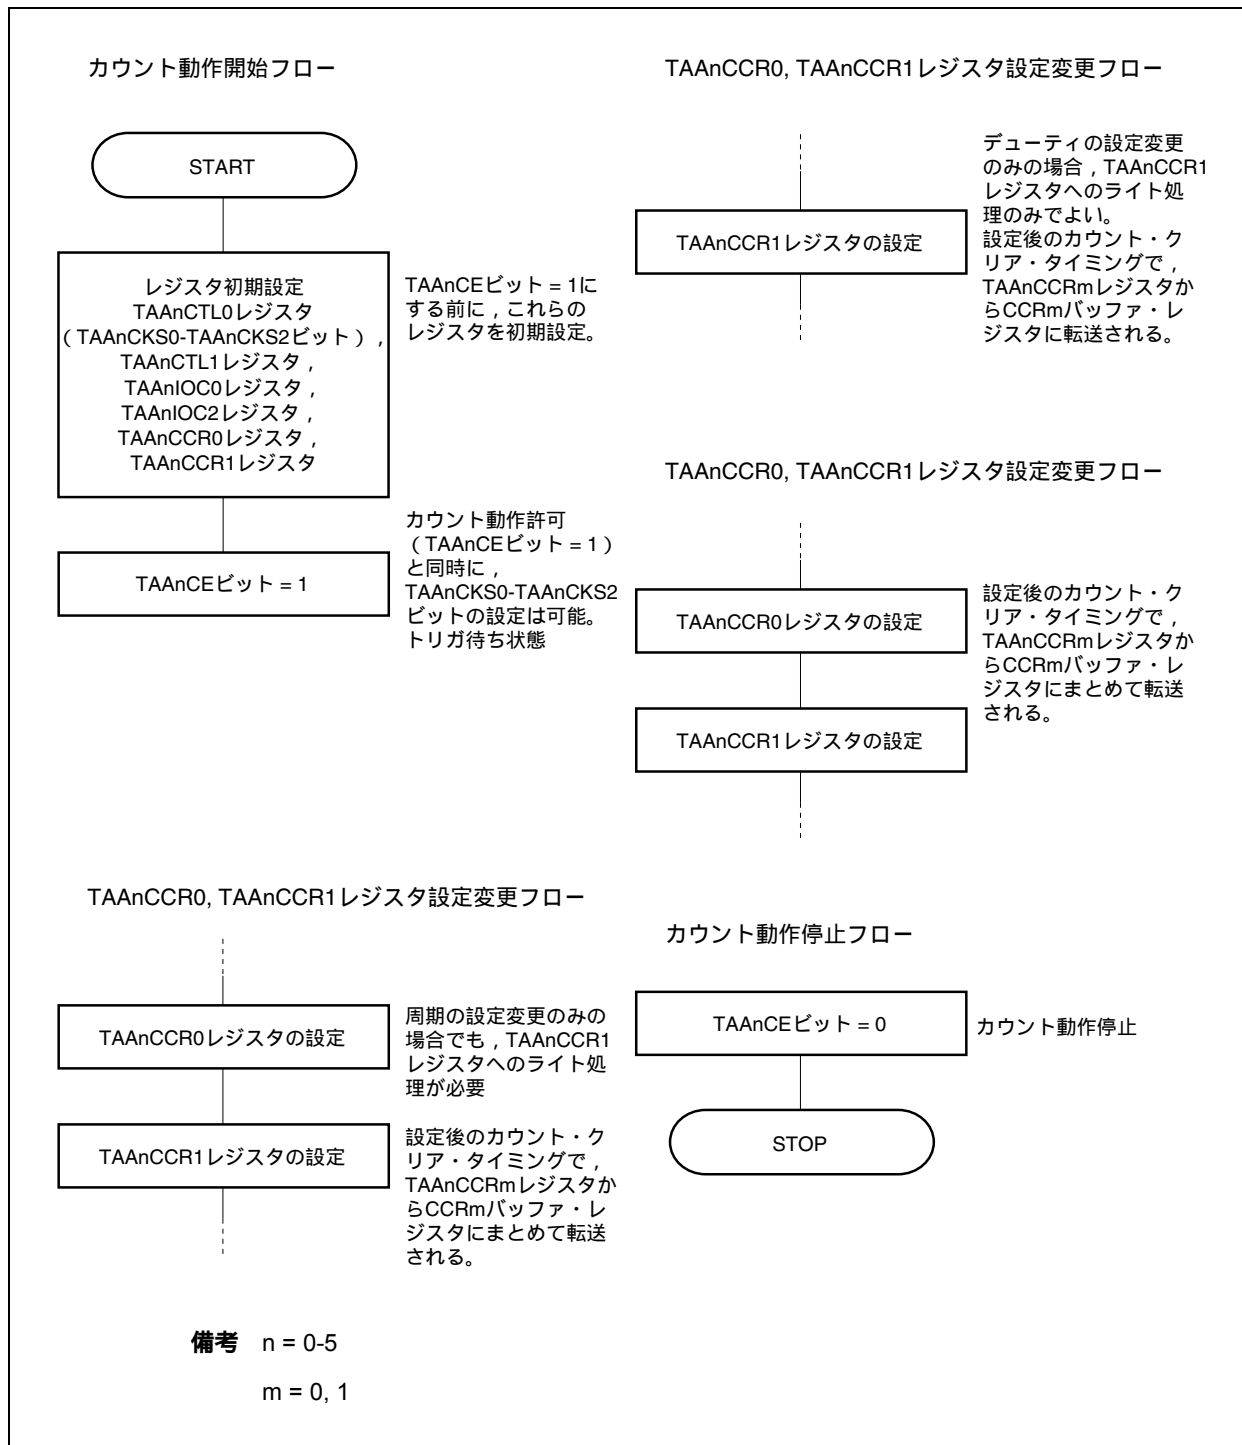 カウント動作開始フロー
START
レジスタ初期設定
TAAnCTL0レジスタ
（TAAnCKS0-TAAnCKS2ビット），
TAAnCTL1レジスタ，
TAAnIOC0レジスタ，
TAAnIOC2レジスタ，
TAAnCCR0レジスタ，
TAAnCCR1レジスタ
TAAnCEビット = 1に
する前に，これらの
レジスタを初期設定。
TAAnCEビット = 1
カウント動作許可
（TAAnCEビット = 1）
と同時に，
TAAnCKS0-TAAnCKS2
ビットの設定は可能。
トリガ待ち状態
TAAnCCR0, TAAnCCR1レジスタ設定変更フロー
TAAnCCR0レジスタの設定
周期の設定変更のみの
場合でも，TAAnCCR1
レジスタへのライト処
理が必要
TAAnCCR1レジスタの設定
設定後のカウント・ク
リア・タイミングで，
TAAnCCRmレジスタか
らCCRmバッファ・レ
ジスタにまとめて転送
される。
TAAnCCR0, TAAnCCR1レジスタ設定変更フロー
TAAnCCR1レジスタの設定
デューティの設定変更
のみの場合，TAAnCCR1
レジスタへのライト処
理のみでよい。
設定後のカウント・ク
リア・タイミングで，
TAAnCCRmレジスタか
らCCRmバッファ・レ
ジスタに転送される。
TAAnCCR0, TAAnCCR1レジスタ設定変更フロー
TAAnCCR0レジスタの設定
設定後のカウント・ク
リア・タイミングで，
TAAnCCRmレジスタか
らCCRmバッファ・レ
ジスタにまとめて転送
される。
TAAnCCR1レジスタの設定
カウント動作停止フロー
TAAnCEビット = 0
カウント動作停止
STOP
備考 n = 0-5
m = 0, 1